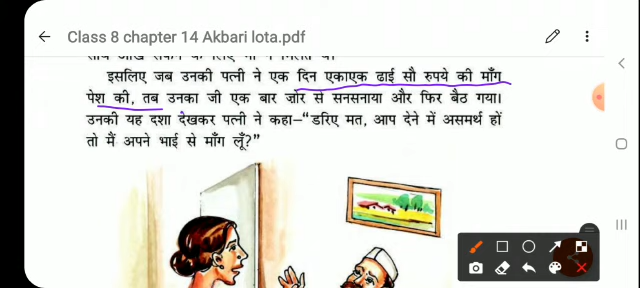 Class 8 chapter 14 Akbari lota.pdf
इसलिए जब उनकी पत्नी ने एक दिन एकाएक ढाई सौ रुपये की माँग
पेश की, तब उनका जी एक बार ज़ोर से सनसनाया और फिर बैठ गया।
उनकी यह दशा देखकर पत्नी ने कहा–"डरिए मत, आप देने में असमर्थ हों
तो मैं अपने भाई से माँग लूँ?"